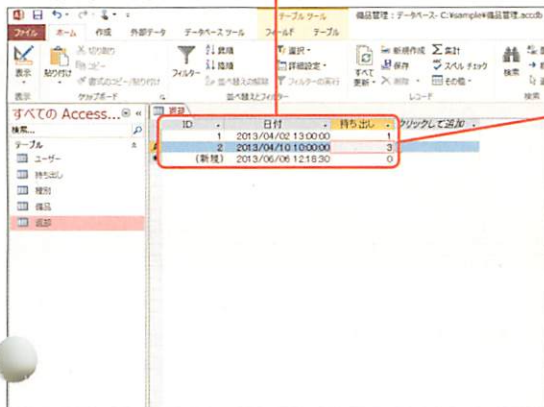 テーブル ツール
備品管理 : データベース- C:¥sample¥備品管理.accdb
ファイル ホーム 作成 外部データ データベース ツール フィールド テーブル
表示 貼り付け 切り取り コピー 書式のコピー/貼り付け
フィルター 昇順 降順 並べ替えの解除 選択 詳細設定 フィルターの実行
すべて更新 新規作成 保存 削除 集計 スペル チェック その他
検索
表示 クリップボード 並べ替えとフィルター レコード 検索
すべての Access...
検索...
テーブル
ユーザー
持ち出し
種別
備品
返却
返却
ID 日付 持ち出し クリックして追加
1 2013/04/02 13:00:00 1
2 2013/04/10 10:00:00 3
(新規) 2013/06/06 12:18:30 0